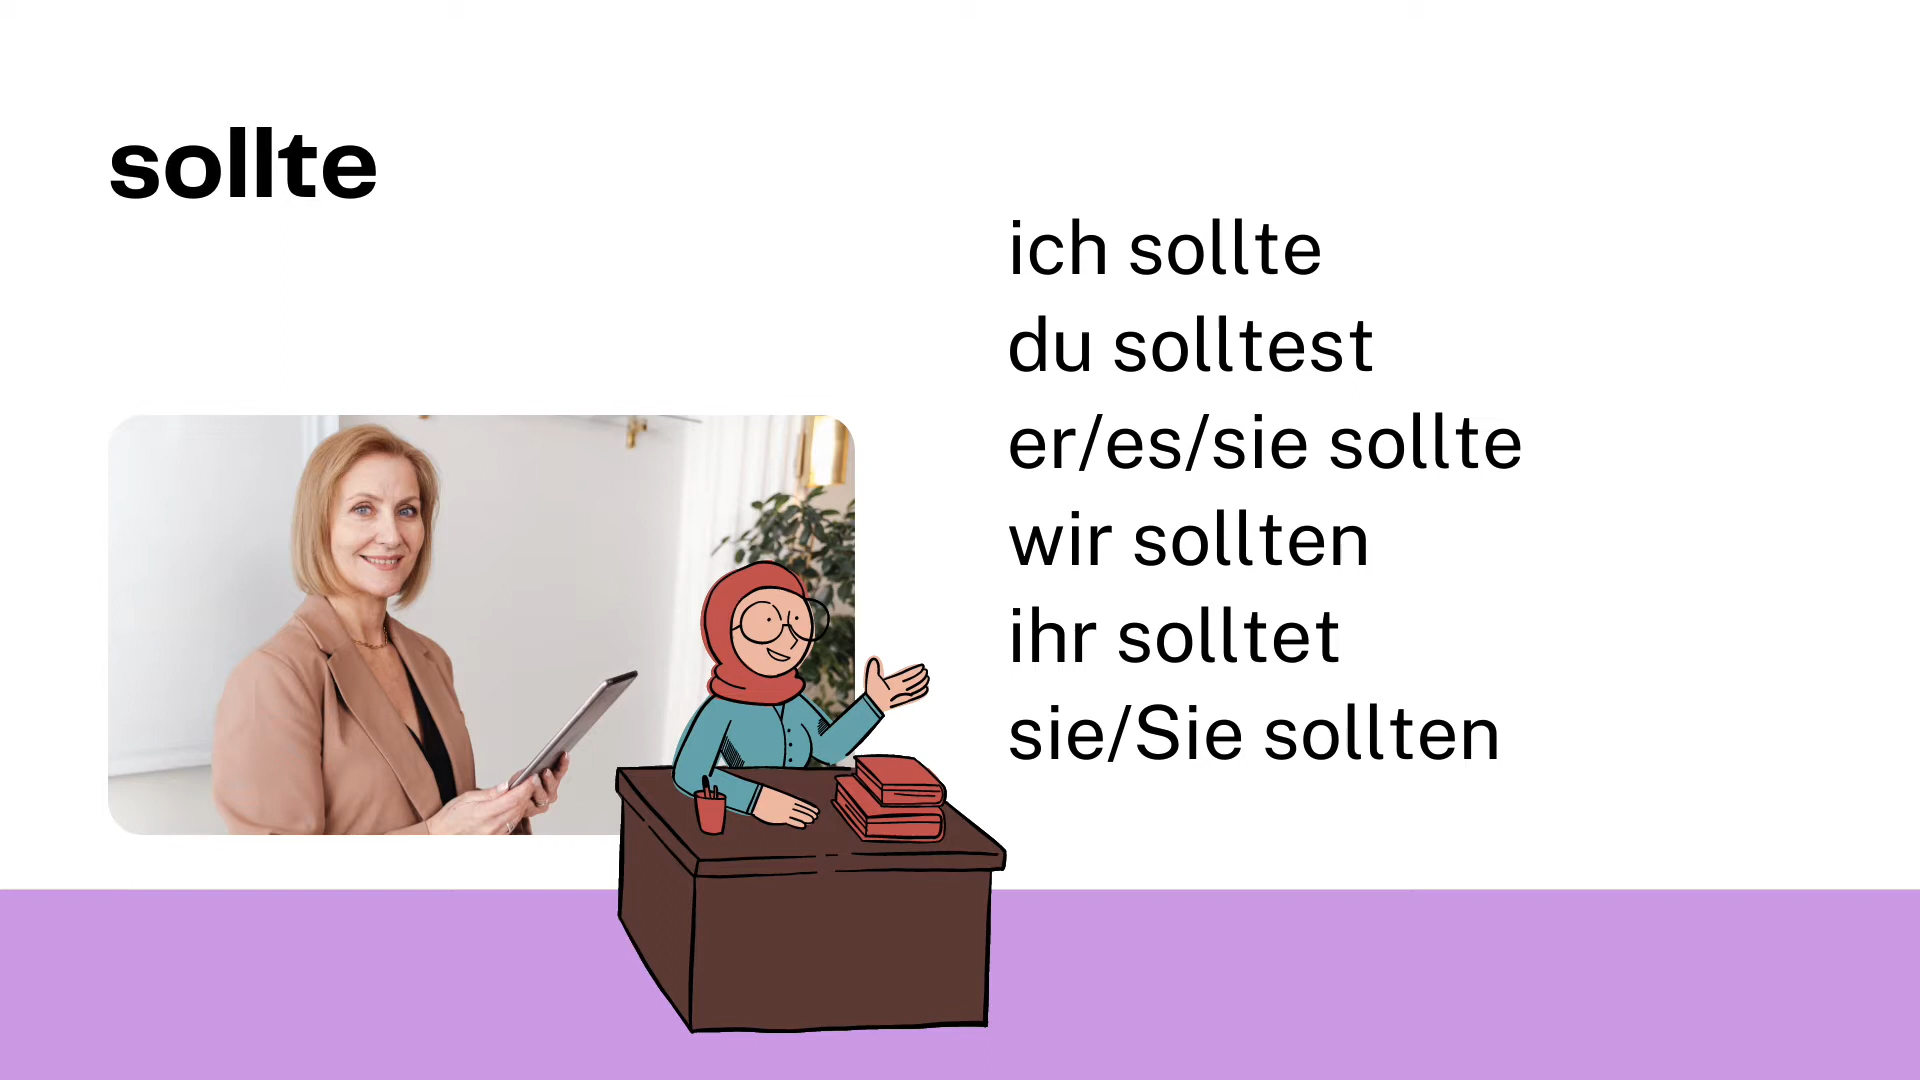 sollte
ich sollte
du solltest
er/es/sie sollte
wir sollten
ihr solltet
sie/Sie sollten